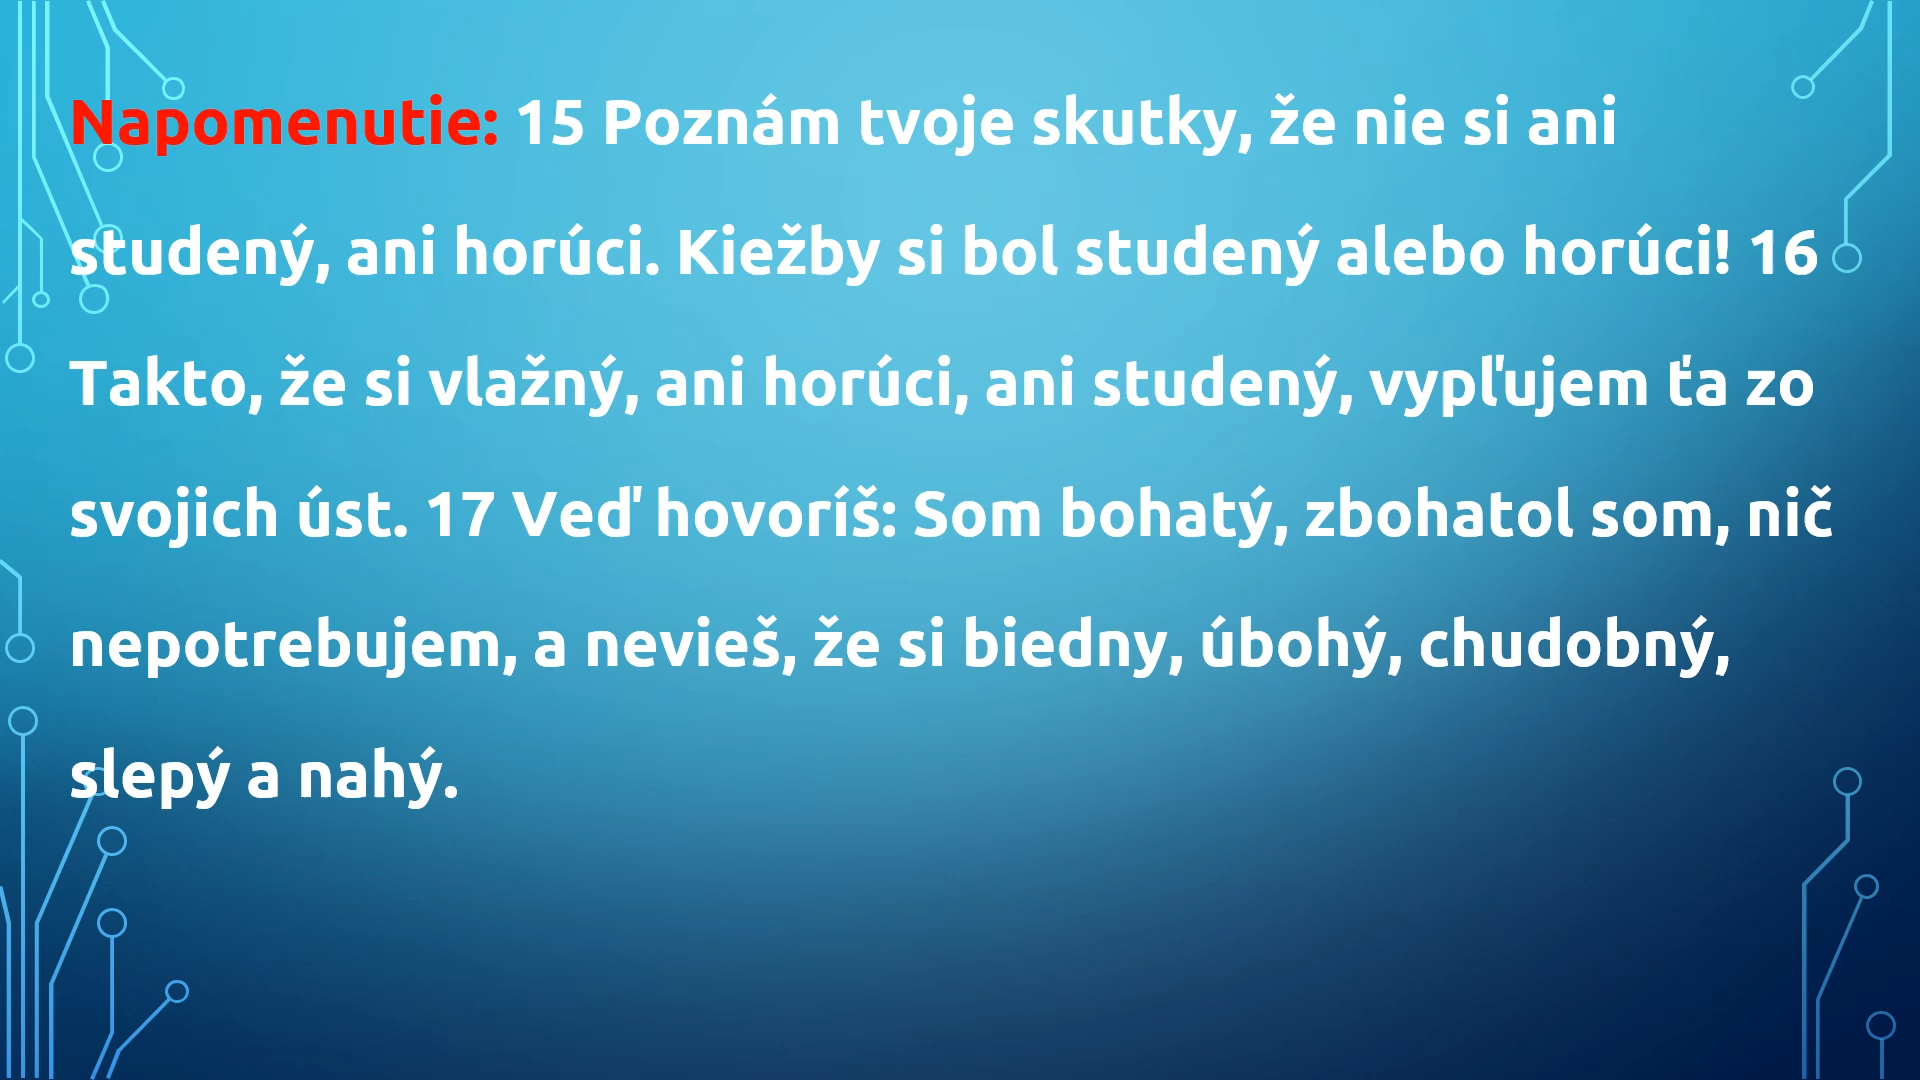 Napomenutie: 15 Poznám tvoje skutky, že nie si ani
studený, ani horúci. Kiežby si bol studený alebo horúci! 16
Takto, že si vlažný, ani horúci, ani studený, vypľujem ťa zo
svojich úst. 17 Veď hovoríš: Som bohatý, zbohatol som, nič
nepotrebujem, a nevieš, že si biedny, úbohý, chudobný,
slepý a nahý.